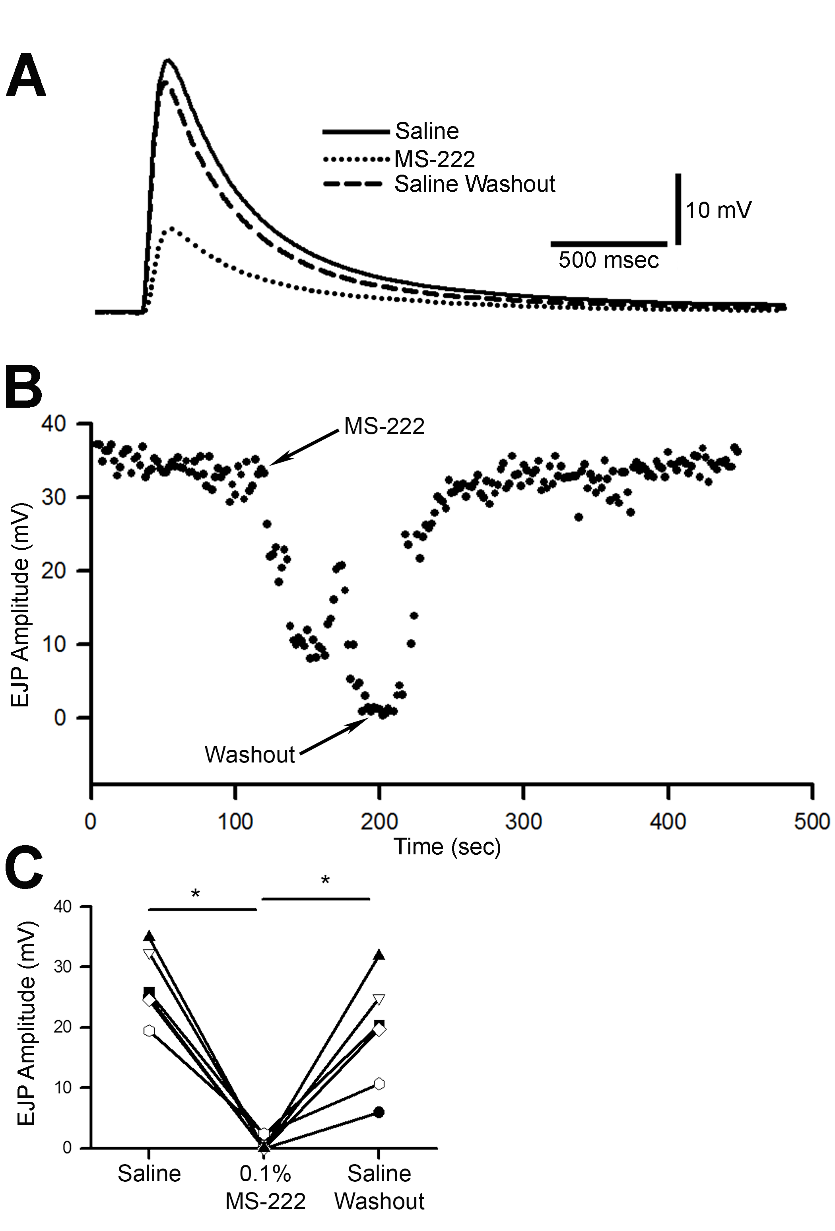 A
Saline
MS-222
Saline Washout
10 mV
500 msec
B
40
30
20
10
0
EJP Amplitude (mV)
MS-222
Washout
0
100
200
300
400
500
Time (sec)
C
*
*
40
30
20
10
0
EJP Amplitude (mV)
Saline
0.1%
MS-222
Saline
Washout